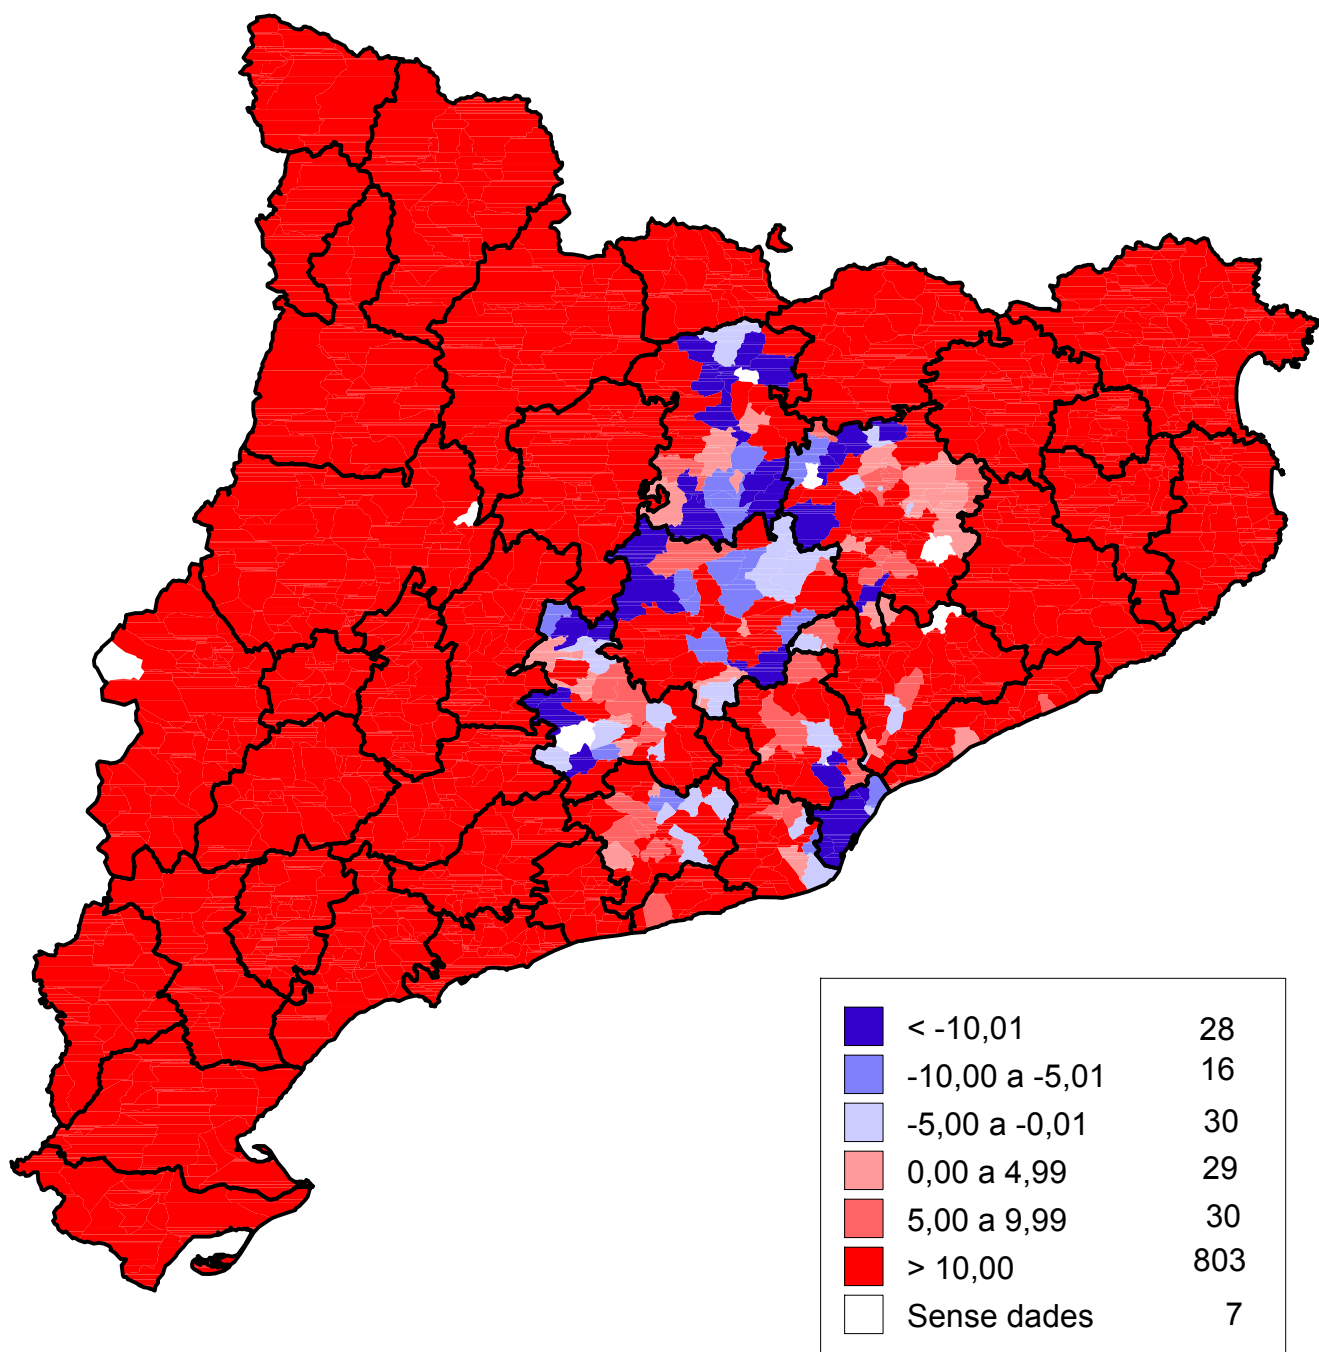 < -10,01 28
-10,00 a -5,01 16
-5,00 a -0,01 30
0,00 a 4,99 29
5,00 a 9,99 30
> 10,00 803
Sense dades 7